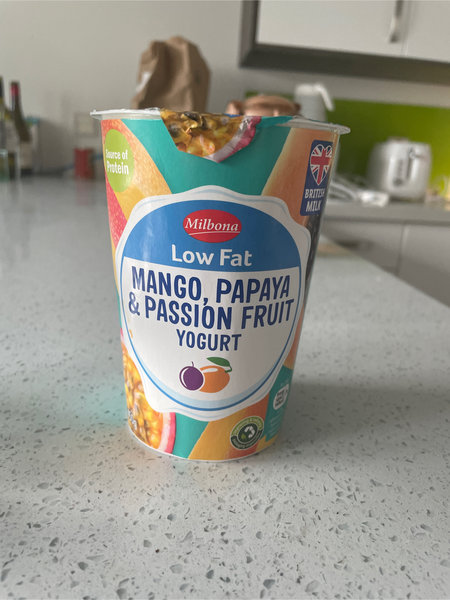 Source of
Protein
BRITISH
MILK
Milbona
Low Fat
MANGO, PAPAYA
& PASSION FRUIT
YOGURT